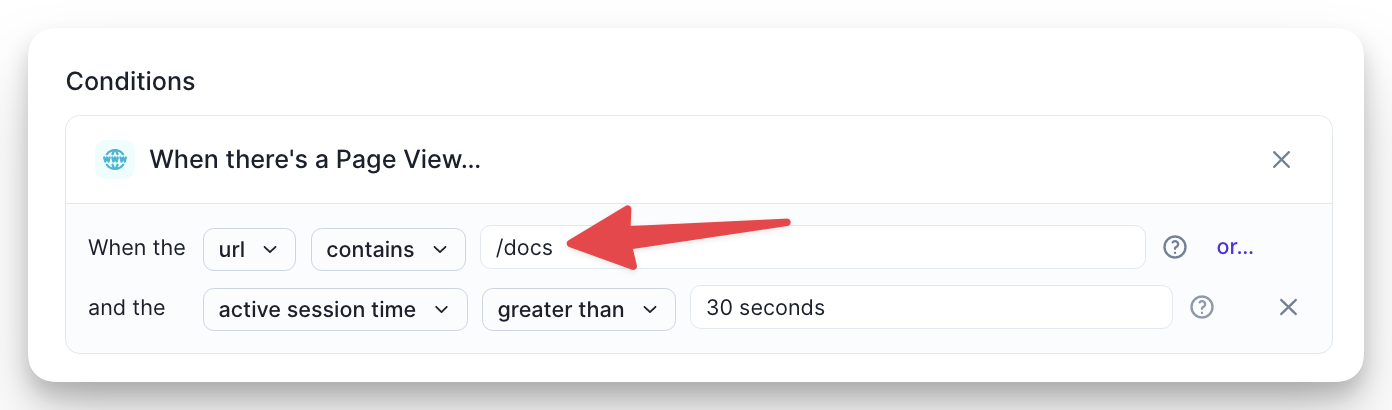 Conditions
www When there's a Page View...
When the url contains /docs ? or...
and the active session time greater than 30 seconds ?